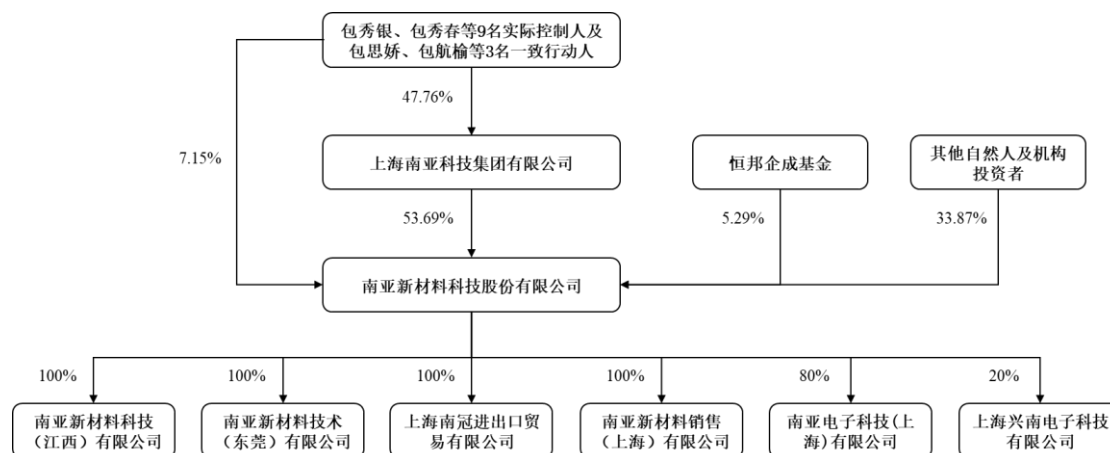 包秀银、包秀春等9名实际控制人及
包思娇、包航榆等3名一致行动人
47.76%
7.15%
上海南亚科技集团有限公司
恒邦企成基金
其他自然人及机构
投资者
53.69%
5.29%
33.87%
南亚新材料科技股份有限公司
100%
100%
100%
100%
80%
20%
南亚新材料科技
（江西）有限公司
南亚新材料技术
（东莞）有限公司
上海南冠进出口贸
易有限公司
南亚新材料销售
（上海）有限公司
南亚电子科技(上
海)有限公司
上海兴南电子科技
有限公司